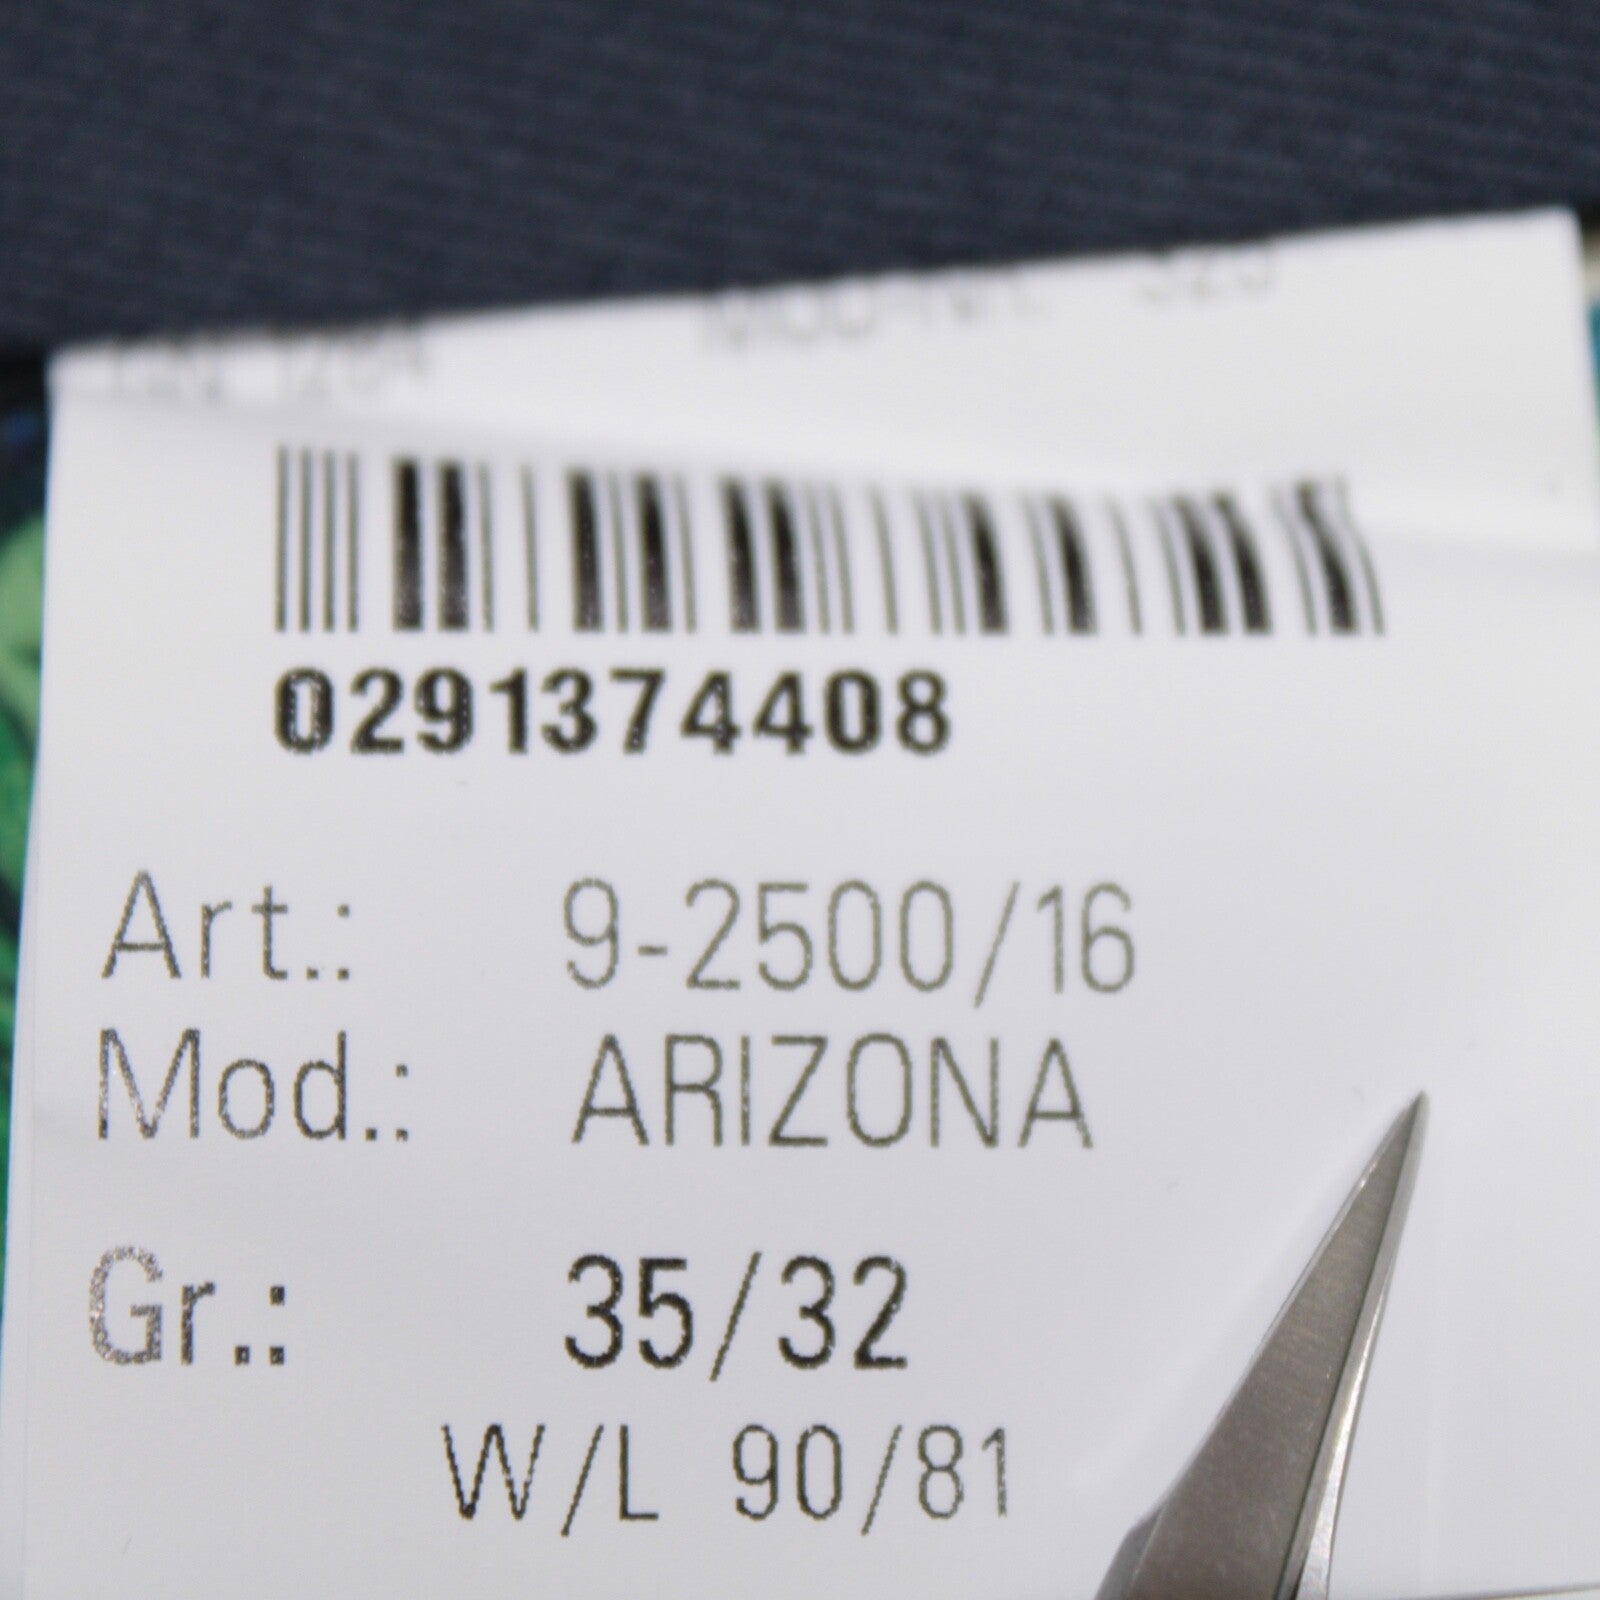 0291374408
Art.: 9-2500/16
Mod.: ARIZONA
Gr.: 35/32
W/L 90/81